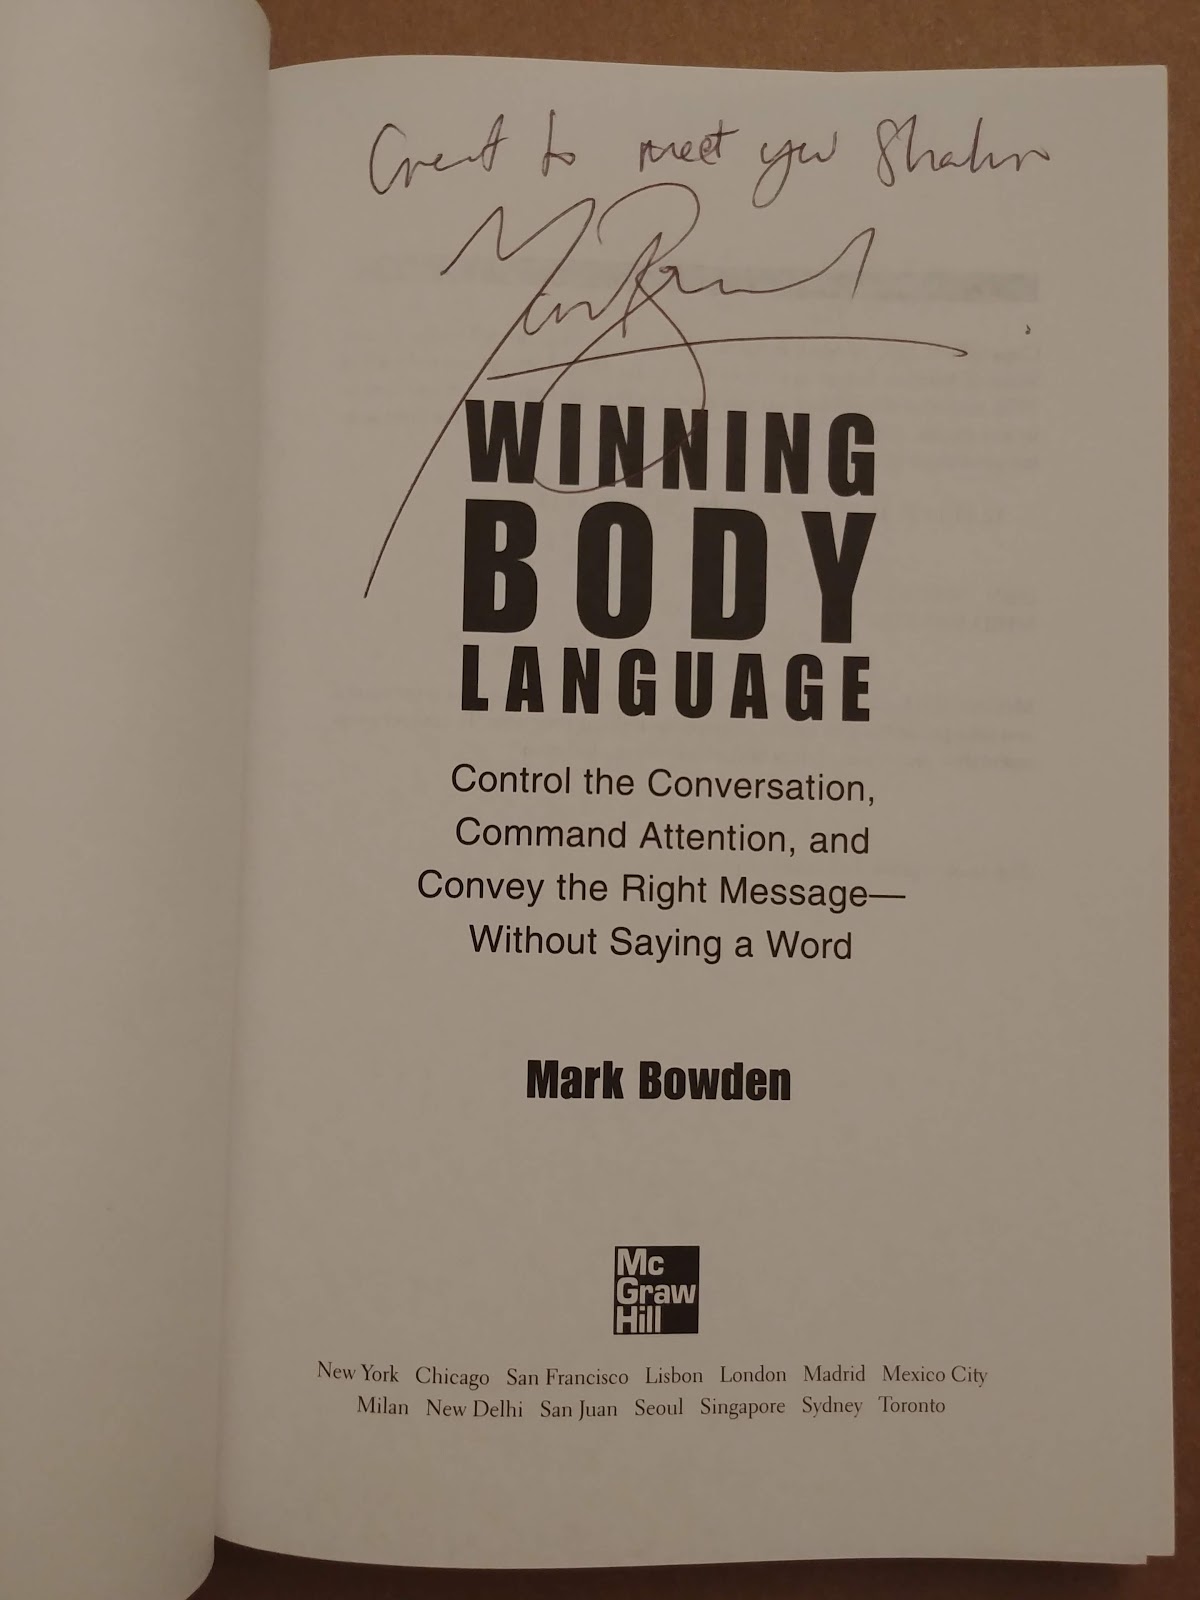 Great to meet you
Mark Bowden
WINNING
BODY
LANGUAGE
Control the Conversation,
Command Attention, and
Convey the Right Message—
Without Saying a Word
Mark Bowden
Mc
Graw
Hill
New York Chicago San Francisco Lisbon London Madrid Mexico City
Milan New Delhi San Juan Seoul Singapore Sydney Toronto